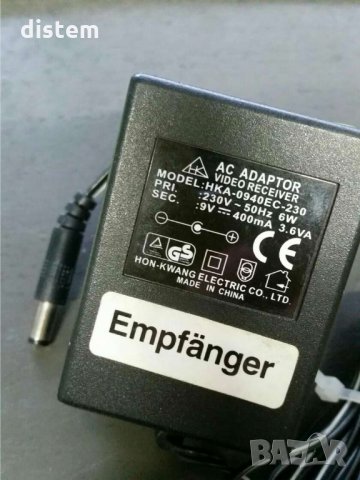 distem
AC ADAPTOR
VIDEO RECEIVER
MODEL:HKA-0940EC-230
PRI. :230V~50Hz 6W
SEC. :9V⎓400mA 3.6VA
GS
CE
HON-KWANG ELECTRIC CO., LTD.
MADE IN CHINA
Empfänger
BAZAR